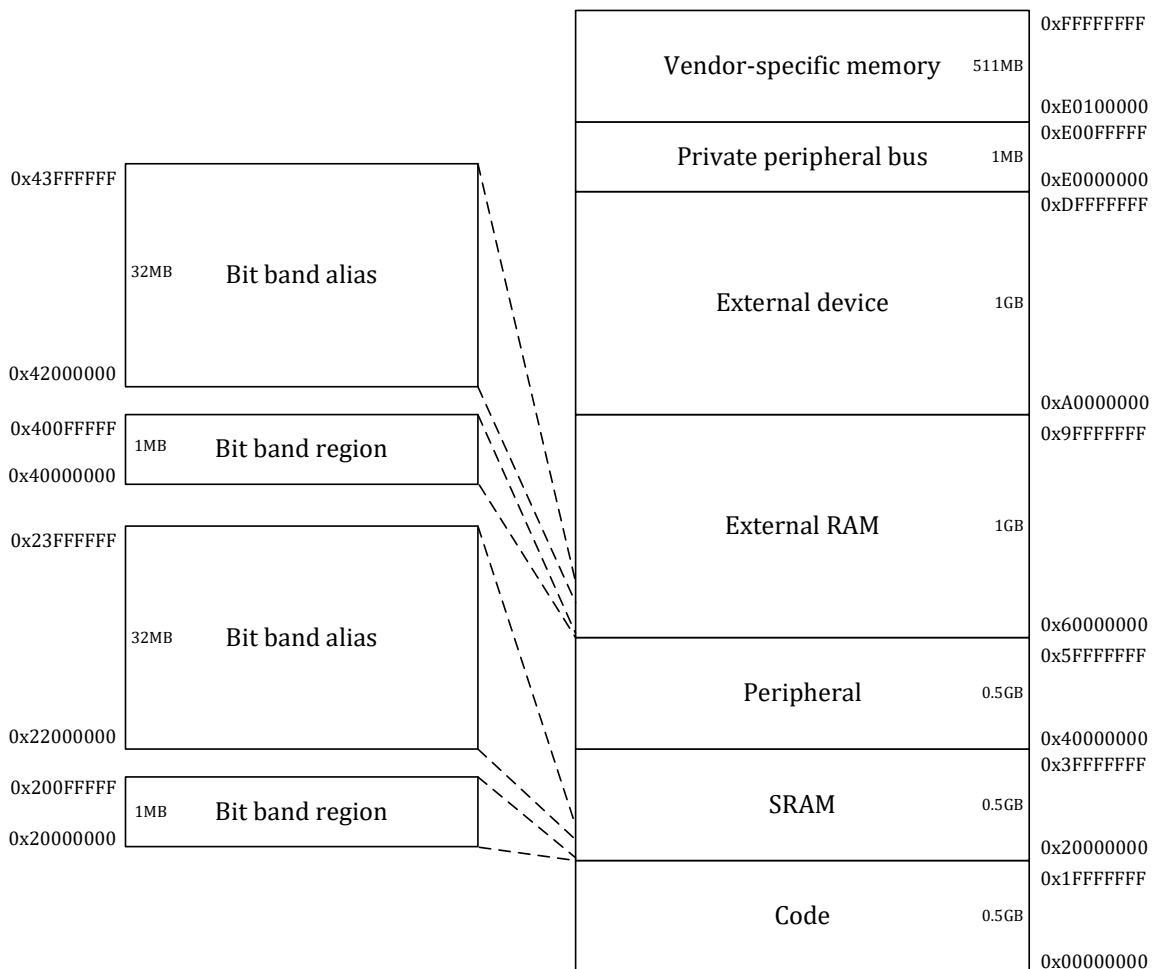 0xFFFFFFFF
Vendor-specific memory 511MB
0xE0100000
0xE00FFFFF
Private peripheral bus 1MB
0xE0000000
0xDFFFFFFF
External device 1GB
0xA0000000
0x9FFFFFFF
External RAM 1GB
0x60000000
0x5FFFFFFF
Peripheral 0.5GB
0x40000000
0x3FFFFFFF
SRAM 0.5GB
0x20000000
0x1FFFFFFF
Code 0.5GB
0x00000000
0x43FFFFFF
32MB Bit band alias
0x42000000
0x400FFFFF
1MB Bit band region
0x40000000
0x23FFFFFF
32MB Bit band alias
0x22000000
0x200FFFFF
1MB Bit band region
0x20000000